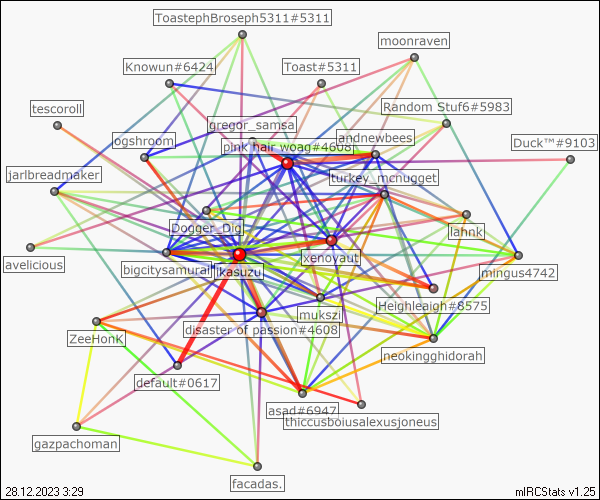 ToastephBroseph5311#5311
moonraven
Knowun#6424
Toast#5311
tescoroll
Random Stuf6#5983
gregor_samsa
ogshroom
andnewbees
Duck™#9103
pink hair woag#4608
jarlbreadmaker
turkey_mcnugget
Dogger_Dig
lahnk
avelicious
bigcitysamurai
ikasuzu
xenoyaut
mingus4742
Heighleaigh#8575
mukszi
ZeeHonK
disaster of passion#4608
neokingghidorah
default#0617
asad#6947
thiccusboiusalexusjoneus
gazpachoman
facadas.
28.12.2023 3:29
mIRCStats v1.25